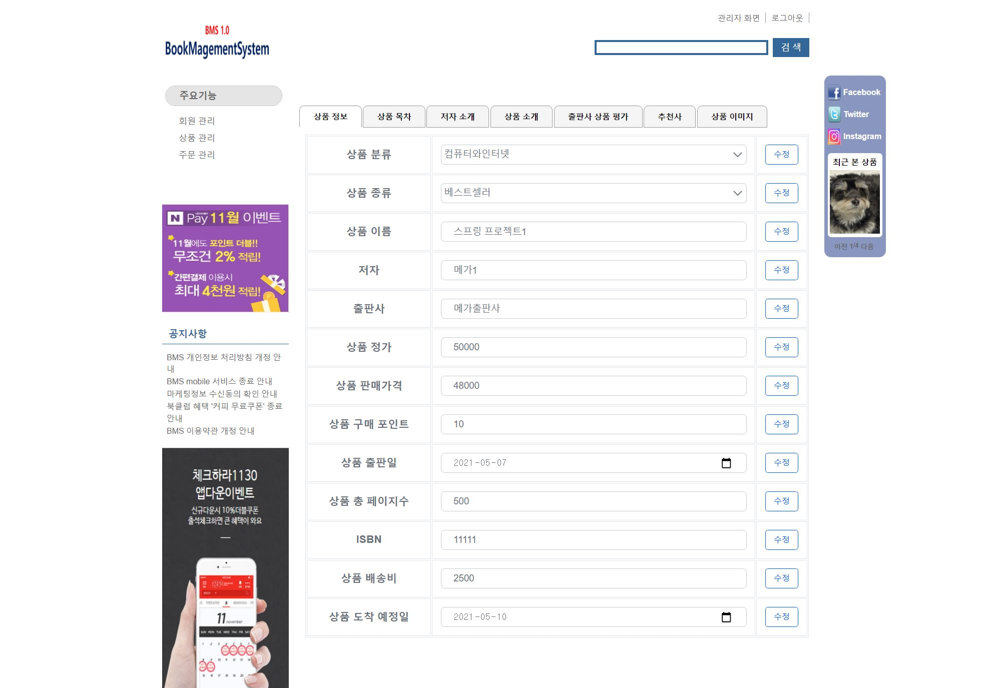 관리자 화면 로그아웃
BMS 1.0
BookMagementSystem
검 색
주요기능
회원 관리
상품 관리
주문 관리
N Pay 11월 이벤트
11월에도 포인트 더블!!
무조건 2% 적립!
간편결제 이용시
최대 4천원 적립!
P
공지사항
BMS 개인정보 처리방침 개정 안
내
BMS mobile 서비스 종료 안내
마케팅정보 수신동의 확인 안내
북클럽 혜택 '커피 무료쿠폰' 종료
안내
BMS 이용약관 개정 안내
체크하라1130
앱다운이벤트
신규다운시 10%더블쿠폰
출석체크하면 큰 혜택이 와요
11 november
SUN MON TUE WED THU FRI SAT
상품 정보 상품 목차 저자 소개 상품 소개 출판사 상품 평가 추천사 상품 이미지
상품 분류 컴퓨터와인터넷 수정
상품 종류 베스트셀러 수정
상품 이름 스프링 프로젝트1 수정
저자 메가1 수정
출판사 메가출판사 수정
상품 정가 50000 수정
상품 판매가격 48000 수정
상품 구매 포인트 10 수정
상품 출판일 2021-05-07 수정
상품 총 페이지수 500 수정
ISBN 11111 수정
상품 배송비 2500 수정
상품 도착 예정일 2021-05-10 수정
Facebook
Twitter
Instagram
최근 본 상품
이전 1/4 다음